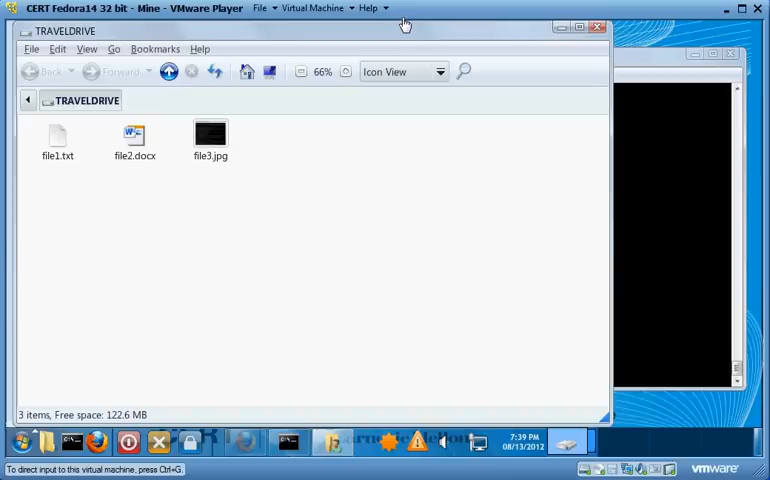 CERT Fedora14 32 bit - Mine - VMware Player File Virtual Machine Help
TRAVELDRIVE
File Edit View Go Bookmarks Help
Back Forward 66% Icon View
TRAVELDRIVE
file1.txt file2.docx file3.jpg
3 items, Free space: 122.6 MB
7:39 PM
08/13/2012
To direct input to this virtual machine, press Ctrl+G.
vmware